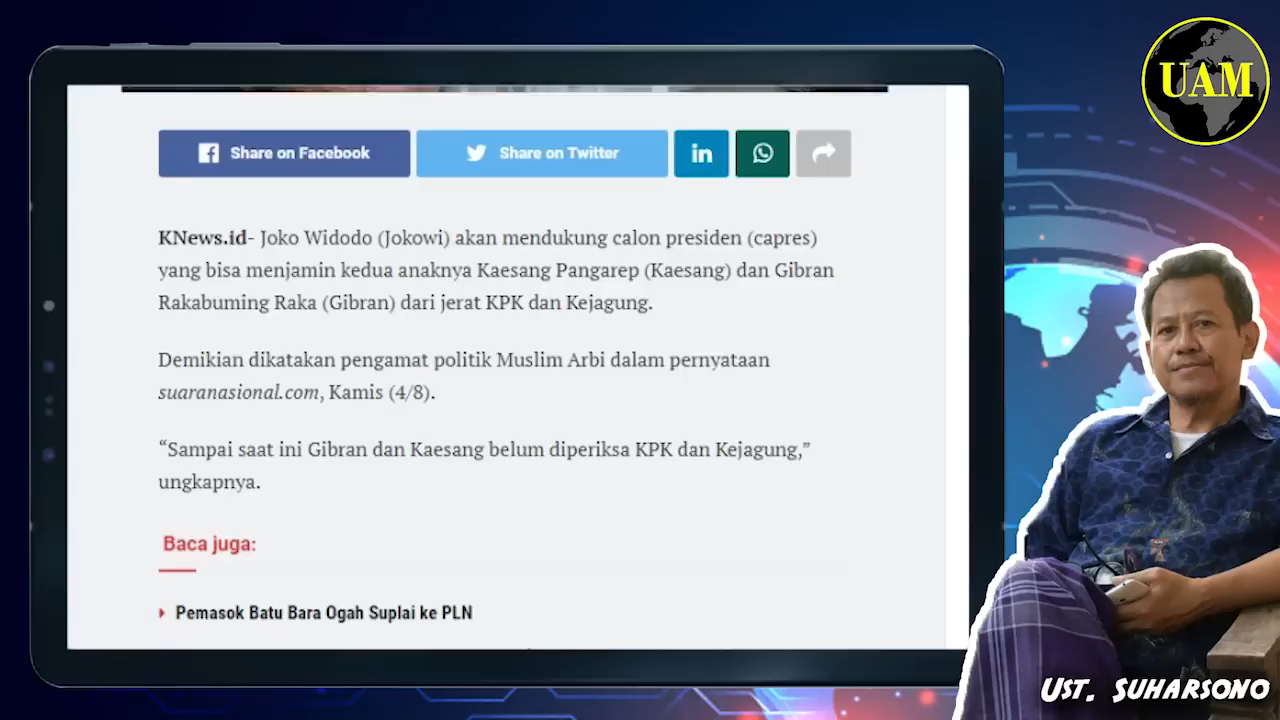 UAM
Share on Facebook
Share on Twitter
in
KNews.id- Joko Widodo (Jokowi) akan mendukung calon presiden (capres)
yang bisa menjamin kedua anaknya Kaesang Pangarep (Kaesang) dan Gibran
Rakabuming Raka (Gibran) dari jerat KPK dan Kejagung.
Demikian dikatakan pengamat politik Muslim Arbi dalam pernyataan
suaranasional.com, Kamis (4/8).
“Sampai saat ini Gibran dan Kaesang belum diperiksa KPK dan Kejagung,”
ungkapnya.
Baca juga:
Pemasok Batu Bara Ogah Suplai ke PLN
UST. SUHARSONO